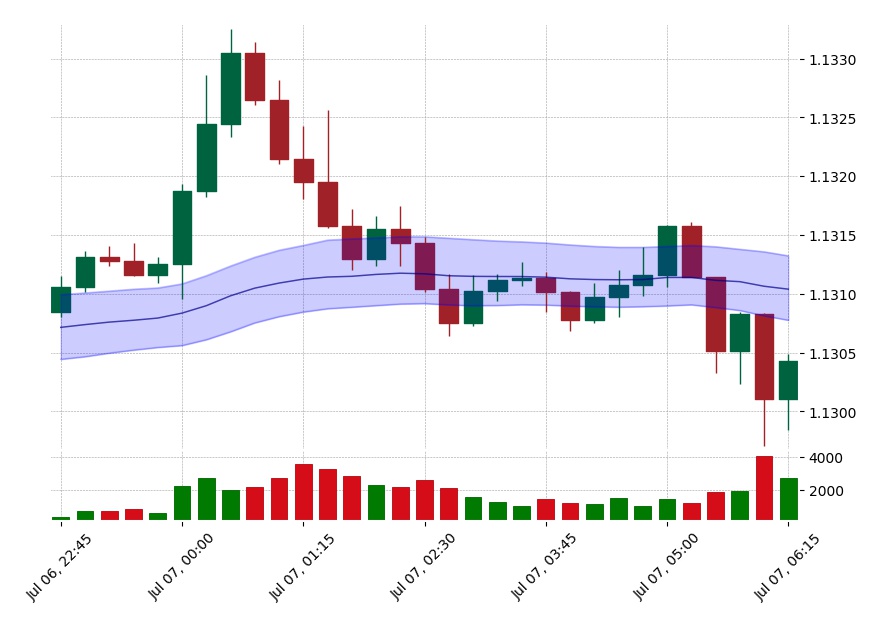 1.1330
1.1325
1.1320
1.1315
1.1310
1.1305
1.1300
4000
2000
Jul 06, 22:45
Jul 07, 00:00
Jul 07, 01:15
Jul 07, 02:30
Jul 07, 03:45
Jul 07, 05:00
Jul 07, 06:15